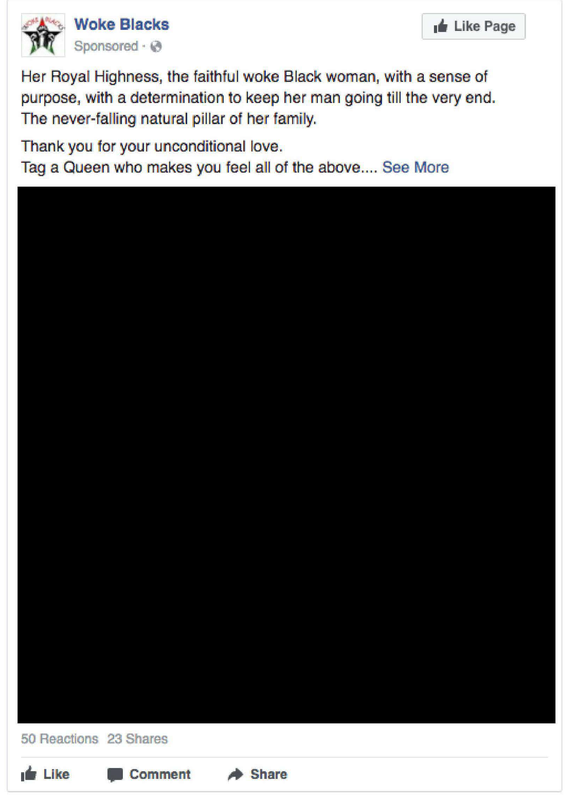 WOKE BLACKS
Woke Blacks
Sponsored ·
Like Page
Her Royal Highness, the faithful woke Black woman, with a sense of
purpose, with a determination to keep her man going till the very end.
The never-falling natural pillar of her family.
Thank you for your unconditional love.
Tag a Queen who makes you feel all of the above.... See More
50 Reactions 23 Shares
Like Comment Share